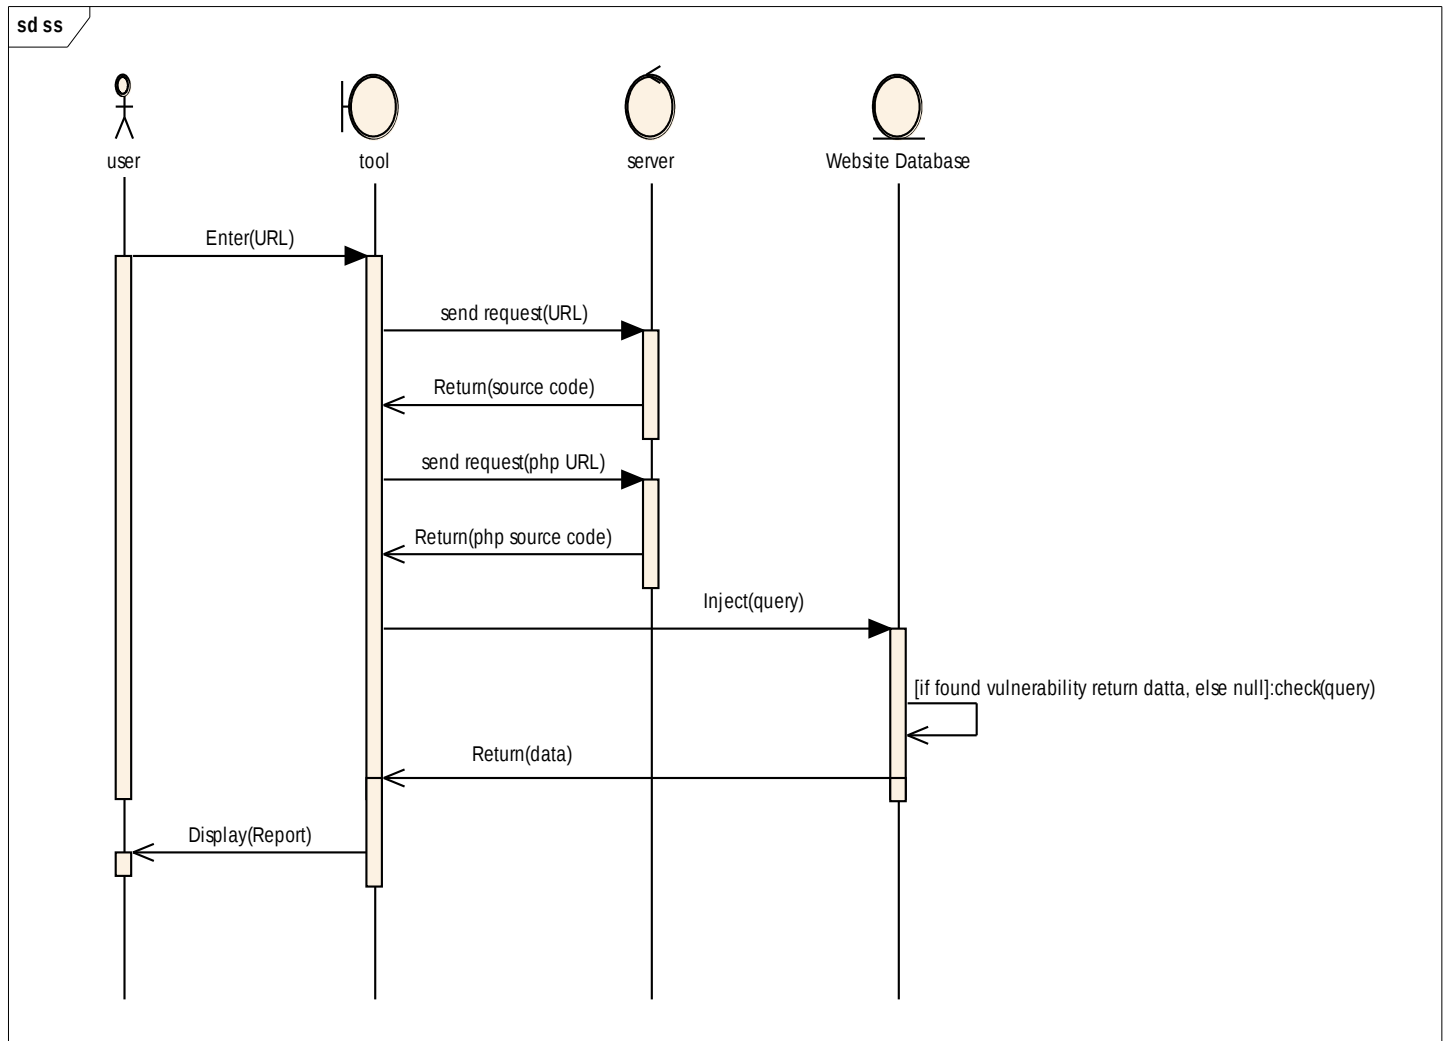 sd ss
user
tool
server
Website Database
Enter(URL)
send request(URL)
Return(source code)
send request(php URL)
Return(php source code)
Inject(query)
[if found vulnerability return datta, else null]:check(query)
Return(data)
Display(Report)